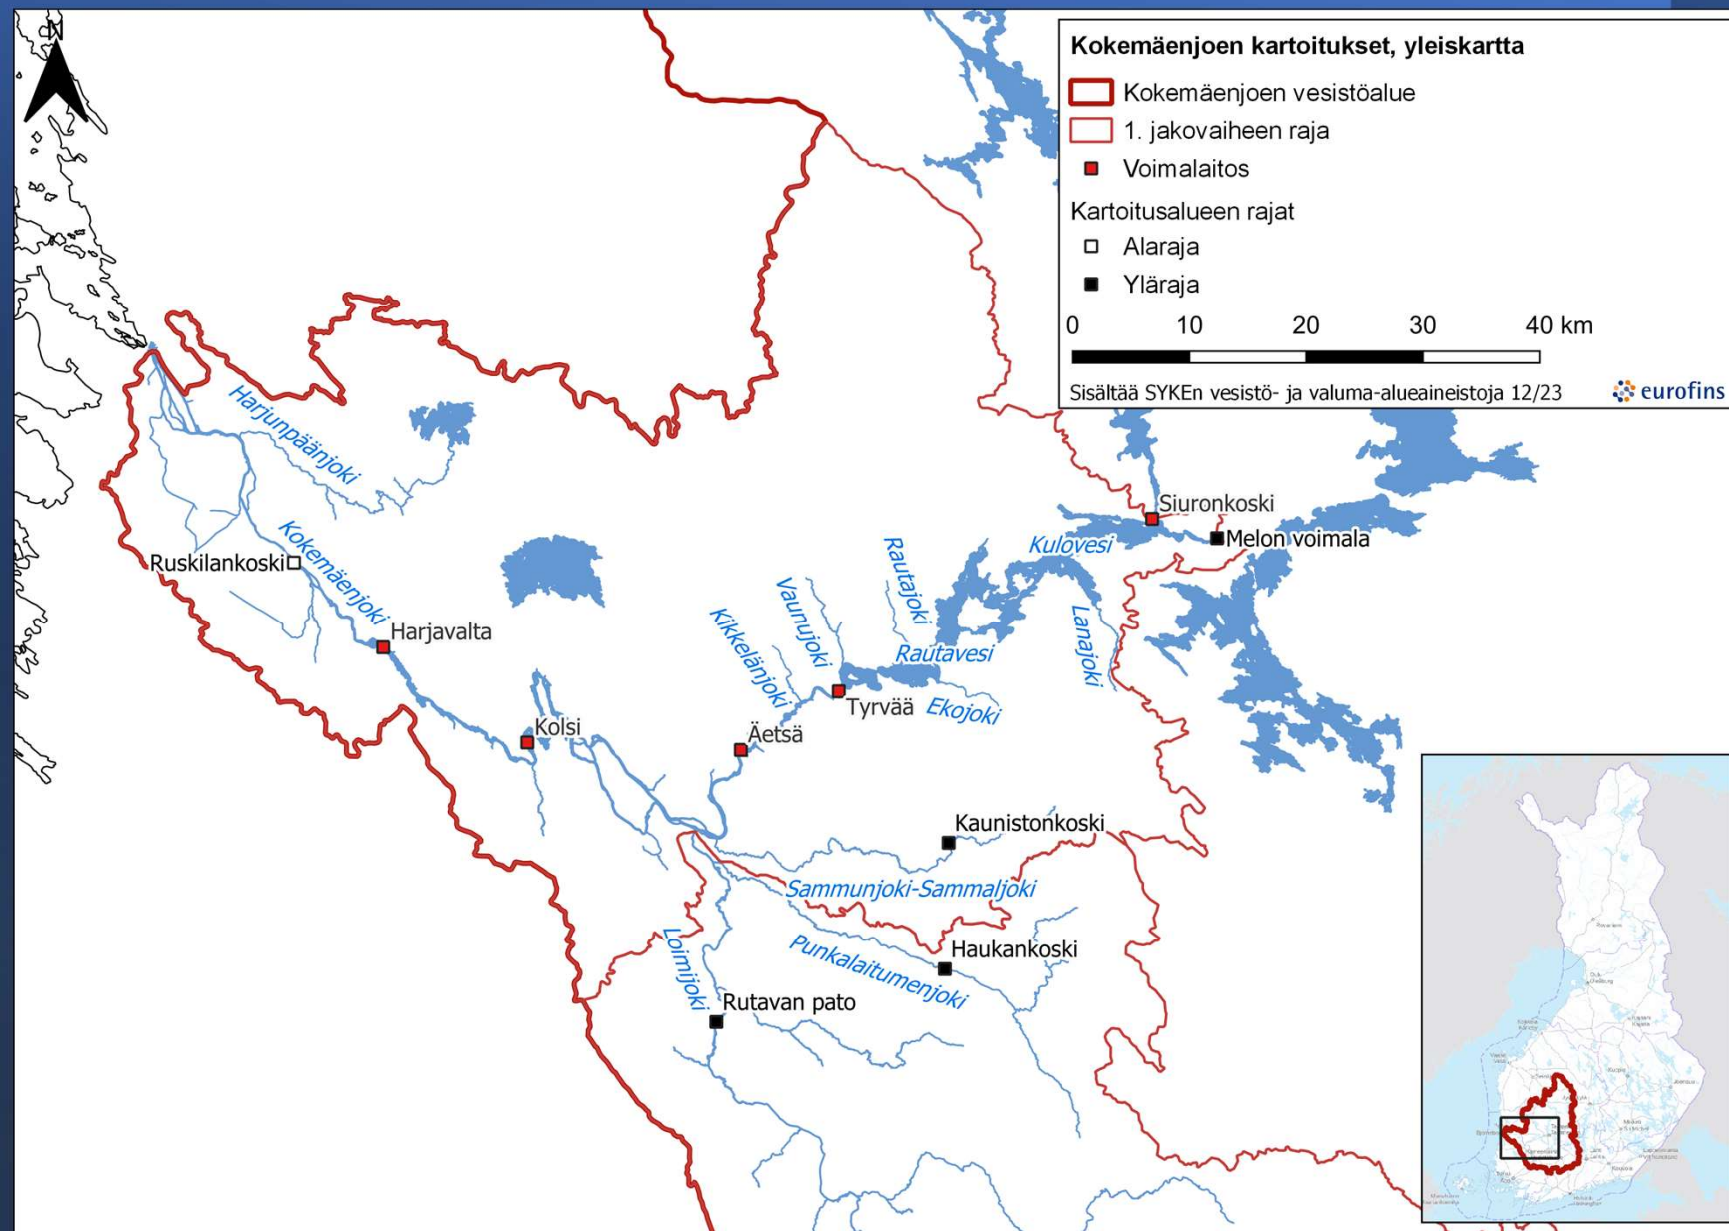 N
Kokemäenjoen kartoitukset, yleiskartta
Kokemäenjoen vesistöalue
1. jakovaiheen raja
Voimalaitos
Kartoitusalueen rajat
Alaraja
Yläraja
0 10 20 30 40 km
Sisältää SYKEn vesistö- ja valuma-alueaineistoja 12/23
eurofins
Harjunpäänjoki
Siuronkoski
Kokemäenjoki
Kulovesi
Melon voimala
Ruskilankoski
Rautajoki
Vaunujoki
Kikkelänjoki
Lanajoki
Harjavalta
Rautavesi
Tyrvää
Ekojoki
Kolsi
Äetsä
Kaunistonkoski
Sammunjoki-Sammaljoki
Loimijoki
Punkalaitumenjoki
Haukankoski
Rutavan pato